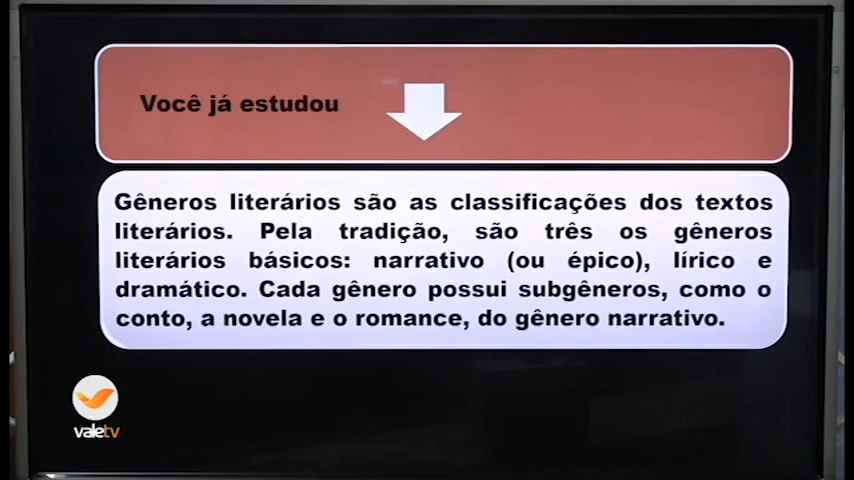 Você já estudou
Gêneros literários são as classificações dos textos
literários. Pela tradição, são três os gêneros
literários básicos: narrativo (ou épico), lírico e
dramático. Cada gênero possui subgêneros, como o
conto, a novela e o romance, do gênero narrativo.
valetv